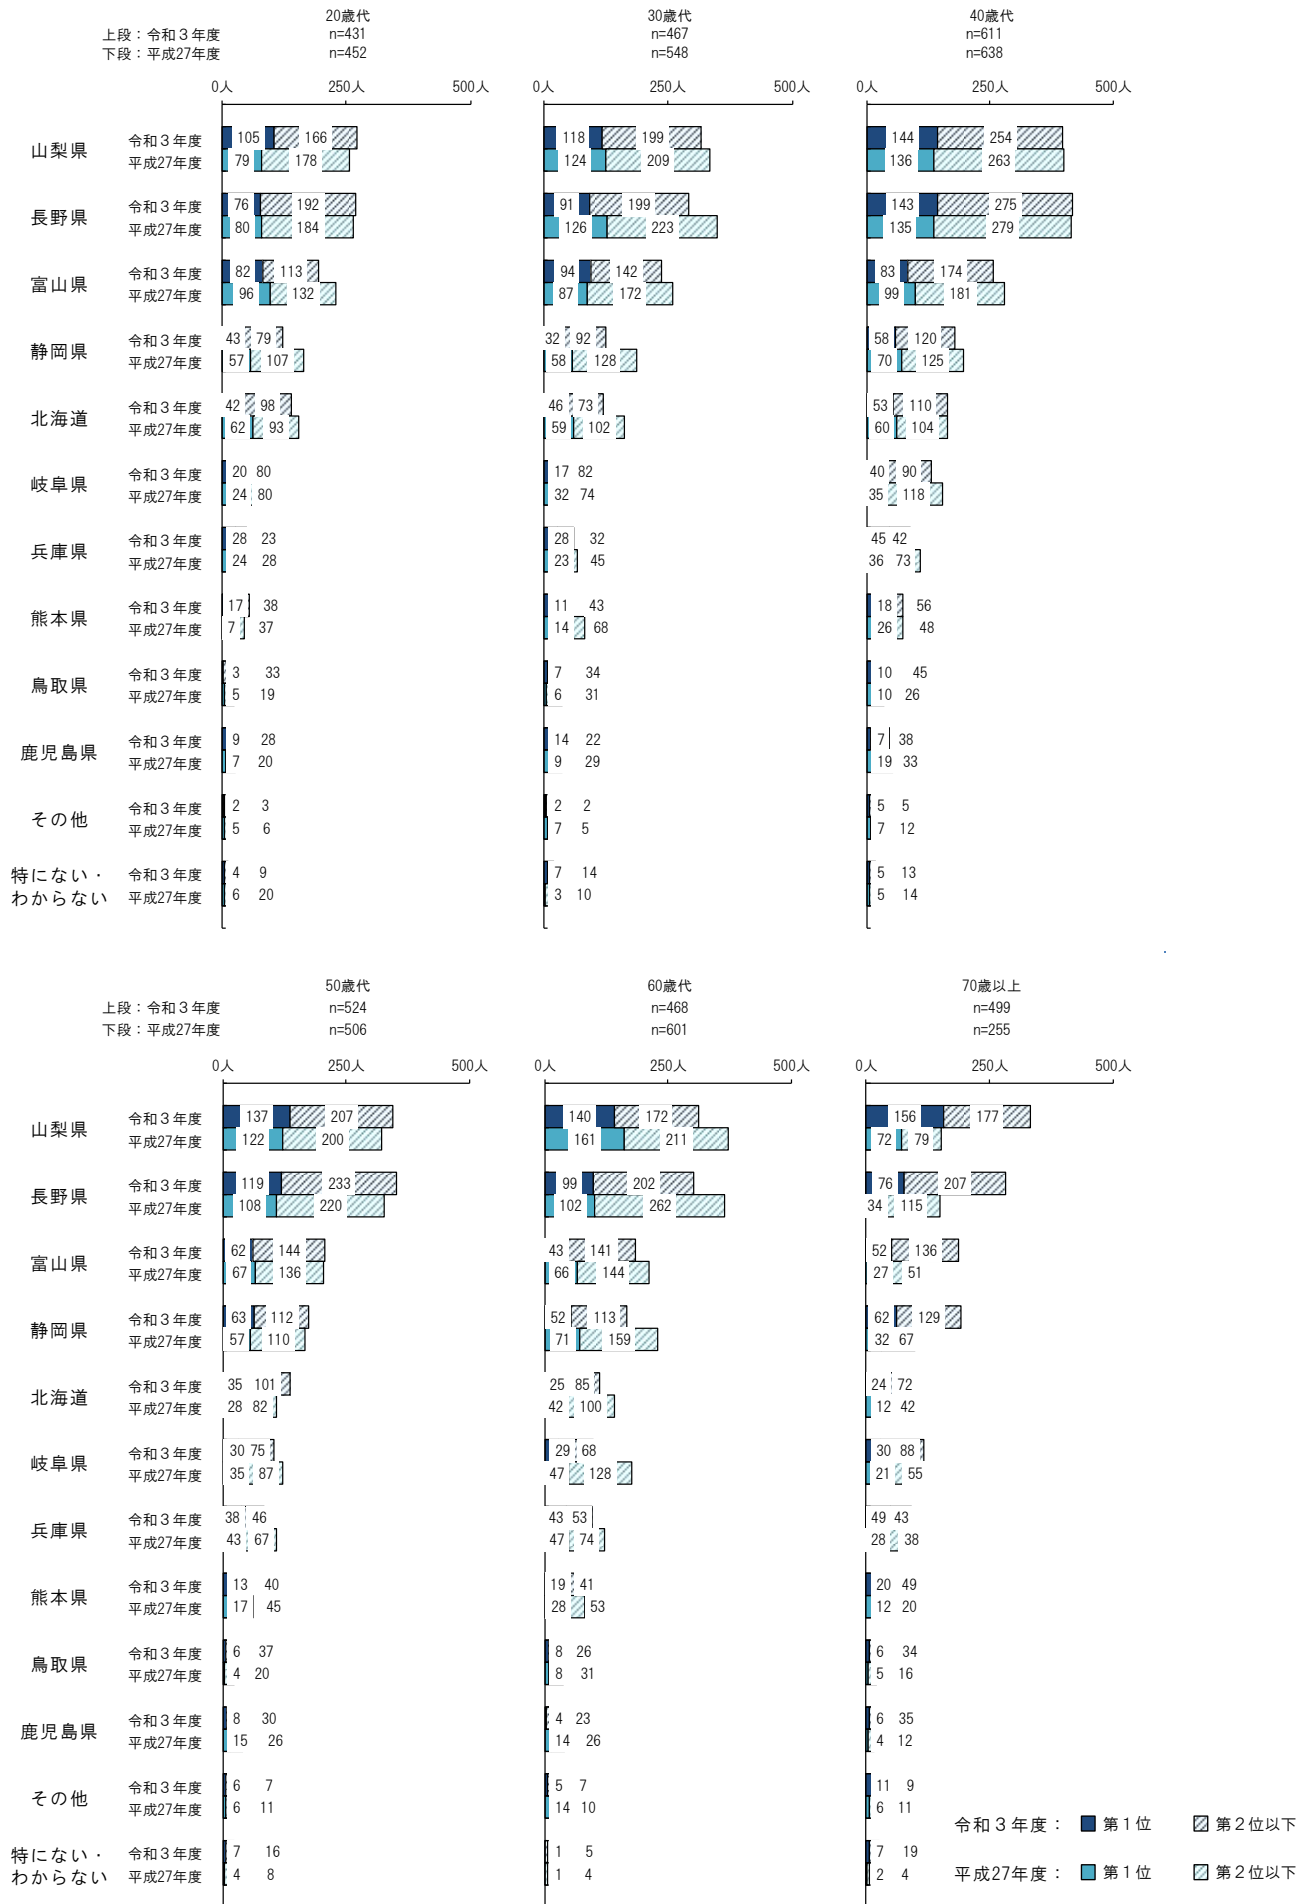 20歳代 30歳代 40歳代
上段：令和３年度 n=431 n=467 n=611
下段：平成27年度 n=452 n=548 n=638
0人 250人 500人 0人 250人 500人 0人 250人 500人
山梨県 令和３年度 105 166 118 199 144 254
平成27年度 79 178 124 209 136 263
長野県 令和３年度 76 192 91 199 143 275
平成27年度 80 184 126 223 135 279
富山県 令和３年度 82 113 94 142 83 174
平成27年度 96 132 87 172 99 181
静岡県 令和３年度 43 79 32 92 58 120
平成27年度 57 107 58 128 70 125
北海道 令和３年度 42 98 46 73 53 110
平成27年度 62 93 59 102 60 104
岐阜県 令和３年度 20 80 17 82 40 90
平成27年度 24 80 32 74 35 118
兵庫県 令和３年度 28 23 28 32 45 42
平成27年度 24 28 23 45 36 73
熊本県 令和３年度 17 38 11 43 18 56
平成27年度 7 37 14 68 26 48
鳥取県 令和３年度 3 33 7 34 10 45
平成27年度 5 19 6 31 10 26
鹿児島県 令和３年度 9 28 14 22 7 38
平成27年度 7 20 9 29 19 33
その他 令和３年度 2 3 2 2 5 5
平成27年度 5 6 7 5 7 12
特にない・ 令和３年度 4 9 7 14 5 13
わからない 平成27年度 6 20 3 10 5 14
50歳代 60歳代 70歳以上
上段：令和３年度 n=524 n=468 n=499
下段：平成27年度 n=506 n=601 n=255
0人 250人 500人 0人 250人 500人 0人 250人 500人
山梨県 令和３年度 137 207 140 172 156 177
平成27年度 122 200 161 211 72 79
長野県 令和３年度 119 233 99 202 76 207
平成27年度 108 220 102 262 34 115
富山県 令和３年度 62 144 43 141 52 136
平成27年度 67 136 66 144 27 51
静岡県 令和３年度 63 112 52 113 62 129
平成27年度 57 110 71 159 32 67
北海道 令和３年度 35 101 25 85 24 72
平成27年度 28 82 42 100 12 42
岐阜県 令和３年度 30 75 29 68 30 88
平成27年度 35 87 47 128 21 55
兵庫県 令和３年度 38 46 43 53 49 43
平成27年度 43 67 47 74 28 38
熊本県 令和３年度 13 40 19 41 20 49
平成27年度 17 45 28 53 12 20
鳥取県 令和３年度 6 37 8 26 6 34
平成27年度 4 20 8 31 5 16
鹿児島県 令和３年度 8 30 4 23 6 35
平成27年度 15 26 14 26 4 12
その他 令和３年度 6 7 5 7 11 9
平成27年度 6 11 14 10 6 11
令和３年度： 第１位 第２位以下
特にない・ 令和３年度 7 16 1 5 7 19
わからない 平成27年度 4 8 1 4 2 4
平成27年度： 第１位 第２位以下